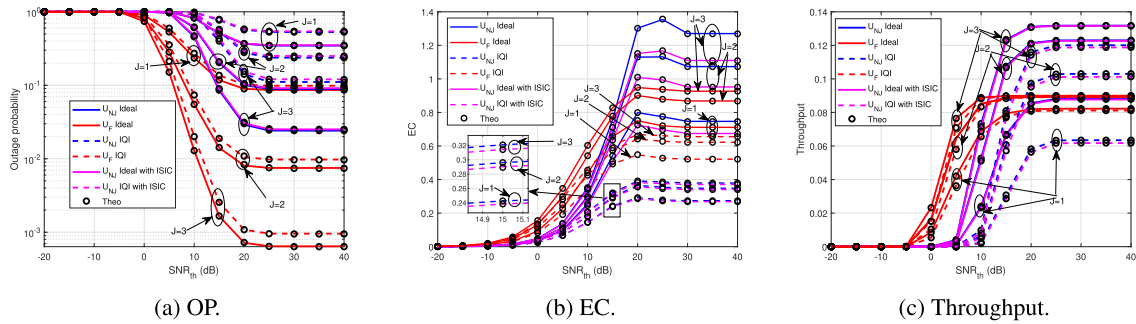 Outage probability
10^0
10^-1
10^-2
10^-3
-20 -10 0 10 20 30 40
SNR_th (dB)
U_NJ Ideal
U_F Ideal
U_NJ IQI
U_F IQI
U_NJ Ideal with ISIC
U_NJ IQI with ISIC
Theo
J=1
J=1
J=2
J=3
J=2
J=3
(a) OP.
EC
1.4
1.2
1
0.8
0.6
0.4
0.2
0
-20 -10 0 10 20 30 40
SNR_th (dB)
U_NJ Ideal
U_F Ideal
U_NJ IQI
U_F IQI
U_NJ Ideal with ISIC
U_NJ IQI with ISIC
Theo
J=3
J=2
J=1
J=3
J=2
J=1
0.32
0.3
0.28
0.26
0.24
14.9 15 15.1
J=3
J=2
J=1
(b) EC.
Throughput
0.14
0.12
0.1
0.08
0.06
0.04
0.02
0
-20 -10 0 10 20 30 40
SNR_th (dB)
U_NJ Ideal
U_F Ideal
U_NJ IQI
U_F IQI
U_NJ Ideal with ISIC
U_NJ IQI with ISIC
Theo
J=3
J=2
J=1
(c) Throughput.